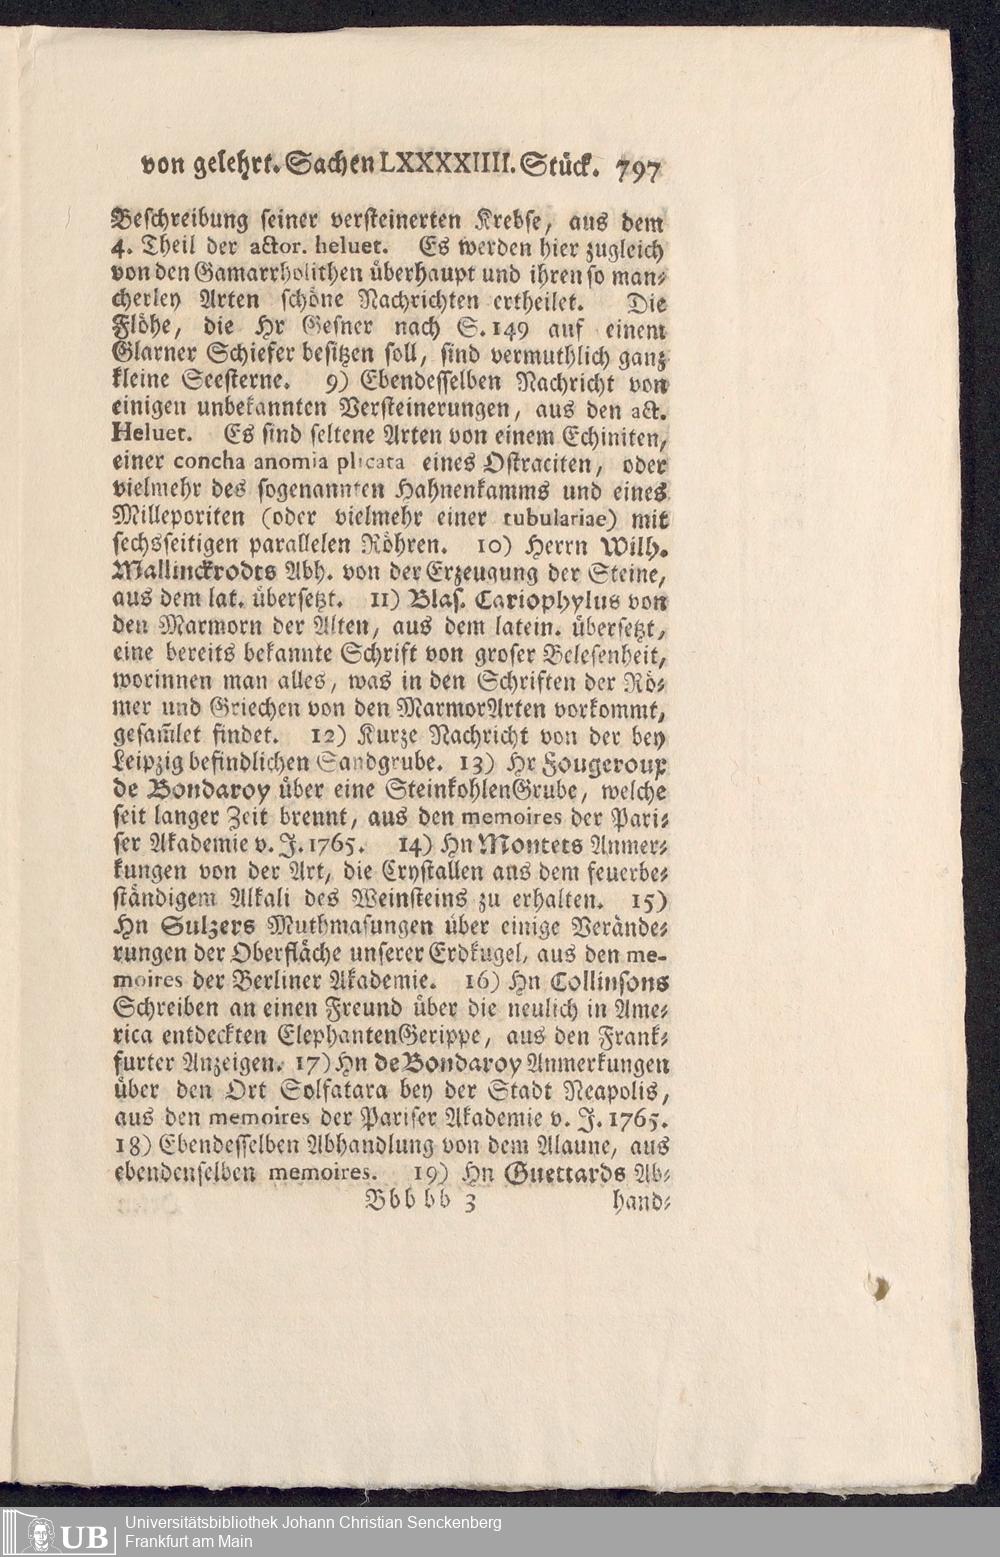 von gelehrt. Sachen LXXXXIIII. Stück. 797
Beschreibung seiner versteinerten Krebse, aus dem
4. Theil der actor. heluet. Es werden hier zugleich
von den Gamarrholithen überhaupt und ihren so man-
cherley Arten schöne Nachrichten ertheilet. Die
Flöhe, die Hr Gesner nach S. 149 auf einem
Glarner Schiefer besitzen soll, sind vermuthlich ganz
kleine Seesterne. 9) Ebendesselben Nachricht von
einigen unbekannten Versteinerungen, aus den act.
Heluet. Es sind seltene Arten von einem Echiniten,
einer concha anomia plicata eines Ostraciten, oder
vielmehr des sogenannten Hahnenkamms und eines
Milleporiten (oder vielmehr einer tubulariae) mit
sechsseitigen parallelen Röhren. 10) Herrn Wilh.
Mallinckrodts Abh. von der Erzeugung der Steine,
aus dem lat. übersetzt. 11) Blas. Cariophylus von
den Marmorn der Alten, aus dem latein. übersetzt,
eine bereits bekannte Schrift von groser Belesenheit,
worinnen man alles, was in den Schriften der Rö-
mer und Griechen von den MarmorArten vorkommt,
gesam̃let findet. 12) Kurze Nachricht von der bey
Leipzig befindlichen Sandgrube. 13) Hr Fougeroux
de Bondaroy über eine SteinkohlenGrube, welche
seit langer Zeit brennt, aus den memoires der Pari-
ser Akademie v. J. 1765. 14) Hn Montets Anmer-
kungen von der Art, die Crystallen aus dem feuerbe-
ständigem Alkali des Weinsteins zu erhalten. 15)
Hn Sulzers Muthmasungen über einige Verände-
rungen der Oberfläche unserer Erdkugel, aus den me-
moires der Berliner Akademie. 16) Hn Collinsons
Schreiben an einen Freund über die neulich in Ame-
rica entdeckten ElephantenGerippe, aus den Frank-
furter Anzeigen. 17) Hn de Bondaroy Anmerkungen
über den Ort Solfatara bey der Stadt Neapolis,
aus den memoires der Pariser Akademie v. J. 1765.
18) Ebendesselben Abhandlung von dem Alaune, aus
ebendenselben memoires. 19) Hn Guettards Ab-
Bbb bb 3 hand-
UB
Universitätsbibliothek Johann Christian Senckenberg
Frankfurt am Main